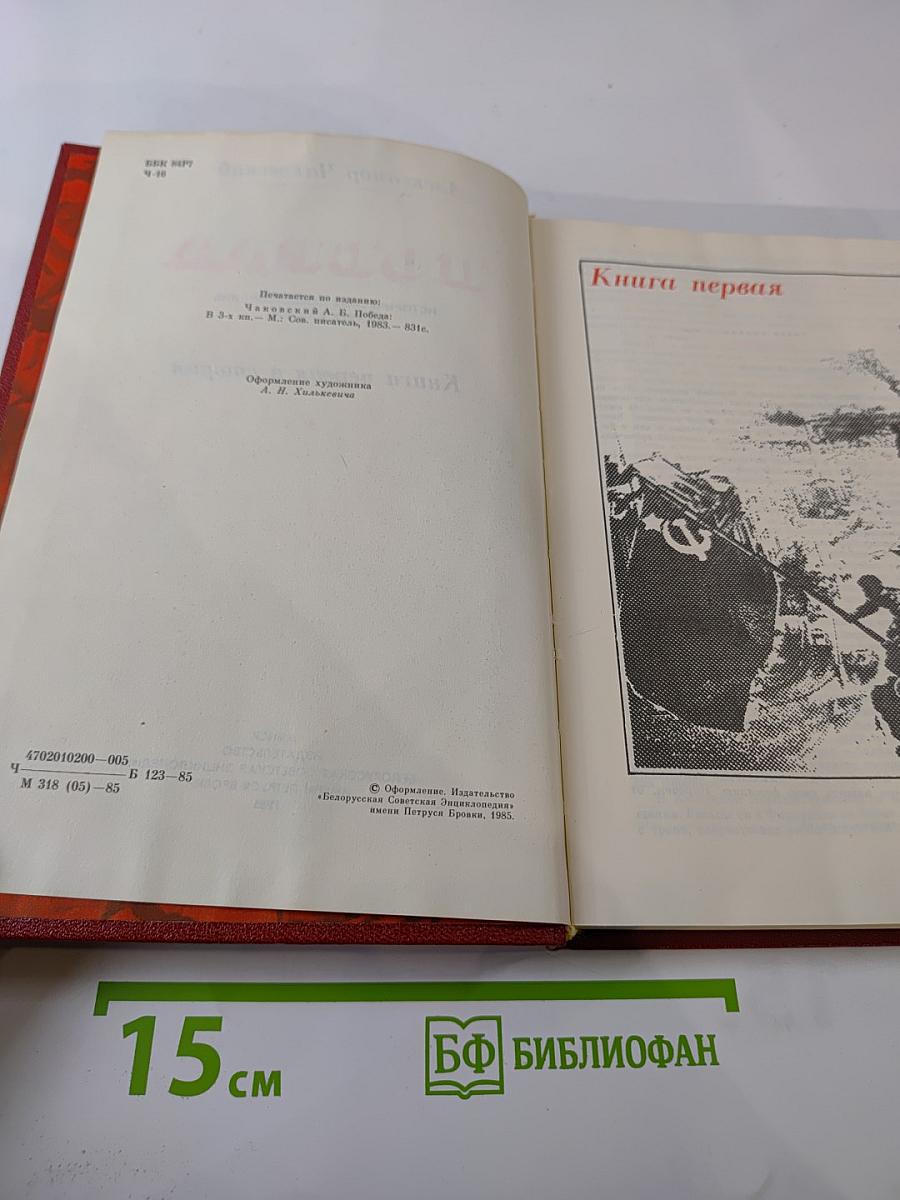 ББК 84Р7
Ч-16
Печатается по изданию:
Чаковский А. Б. Победа:
В 3-х кн.— М.: Сов. писатель, 1983.— 831с.
Оформление художника
А. Н. Хилькевича
4702010200—005
Ч Б 123—85
М 318 (05)—85
© Оформление. Издательство
«Белорусская Советская Энциклопедия»
имени Петруся Бровки, 1985.
Книга первая
15 см
БФ БИБЛИОФАН